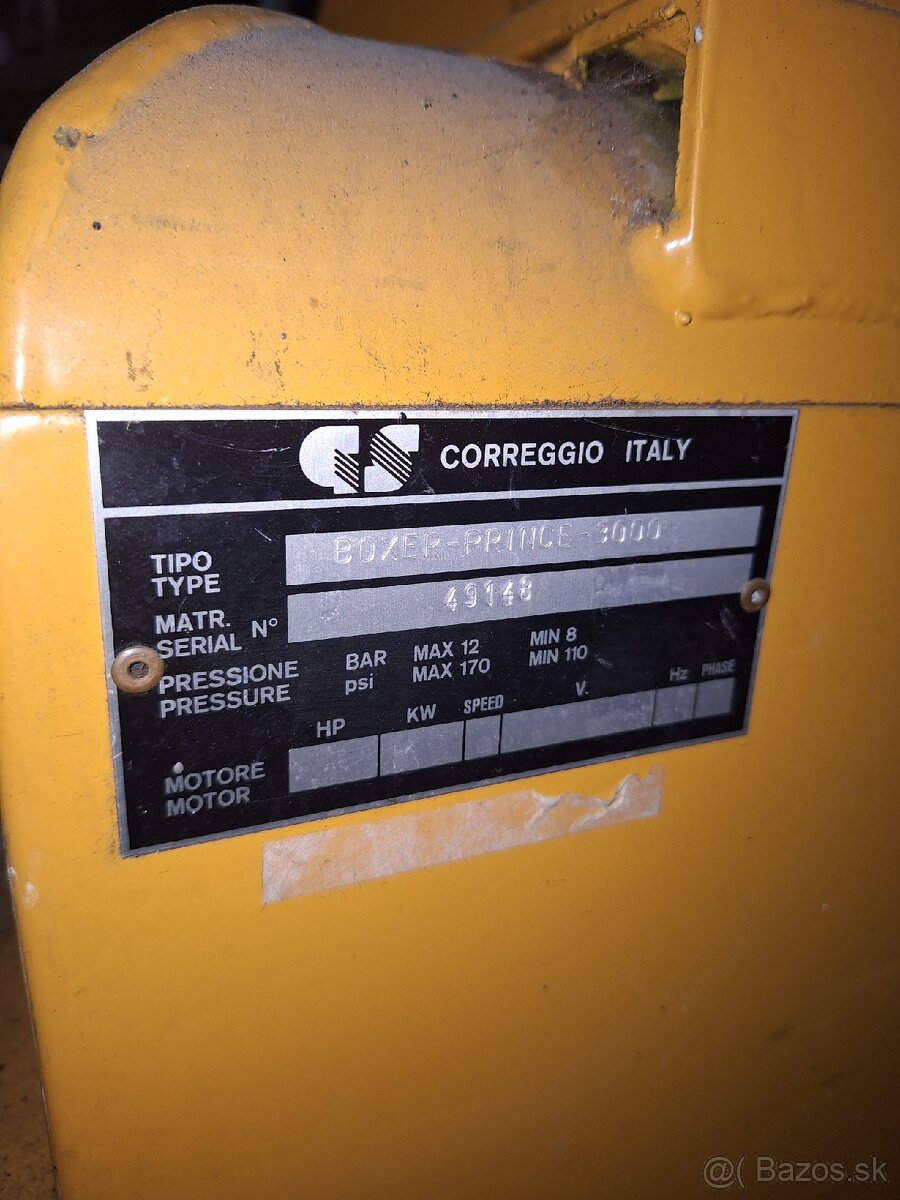 GS CORREGGIO ITALY
TIPO
TYPE
BOXER-PRINCE-3000
MATR.
SERIAL N°
49148
PRESSIONE
PRESSURE
BAR MAX 12 MIN 8
psi MAX 170 MIN 110
HP KW SPEED V. Hz PHASE
MOTORE
MOTOR
@( Bazos.sk